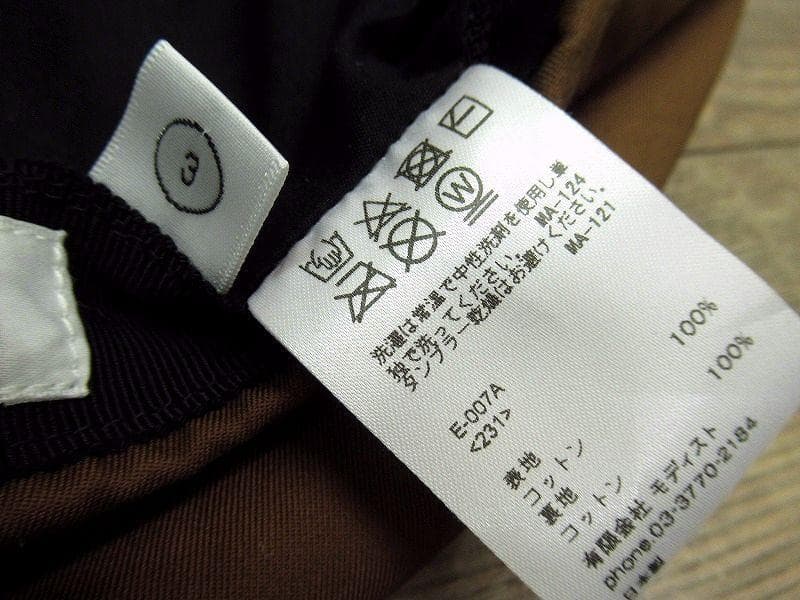 3
W
洗濯は常温で中性洗剤を使用し単
独で洗ってください。 MA-124
タンブラー乾燥はお避けください。 MA-121
E-007A
<231>
表地
コットン 100%
裏地
コットン 100%
有限会社 モディスト
phone.03-3770-2184
日本製